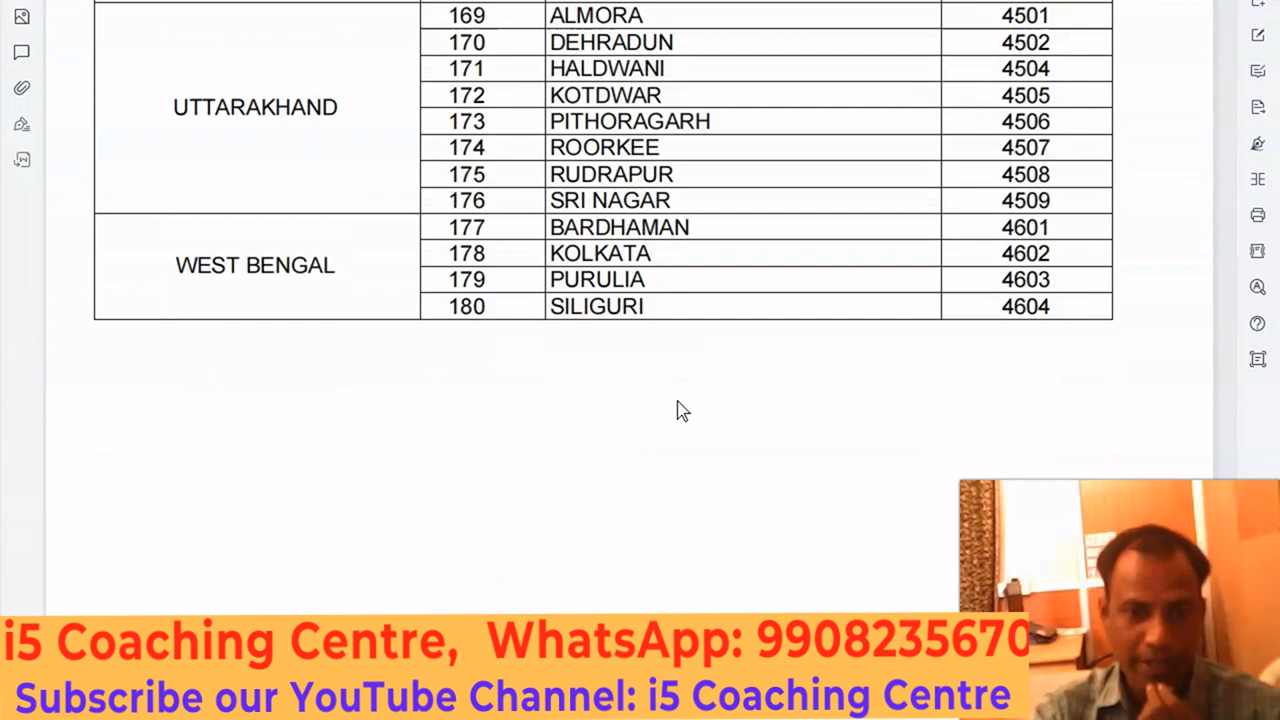 169 ALMORA 4501
170 DEHRADUN 4502
171 HALDWANI 4504
172 KOTDWAR 4505
UTTARAKHAND
173 PITHORAGARH 4506
174 ROORKEE 4507
175 RUDRAPUR 4508
176 SRI NAGAR 4509
177 BARDHAMAN 4601
178 KOLKATA 4602
WEST BENGAL
179 PURULIA 4603
180 SILIGURI 4604
i5 Coaching Centre, WhatsApp: 9908235670
Subscribe our YouTube Channel: i5 Coaching Centre